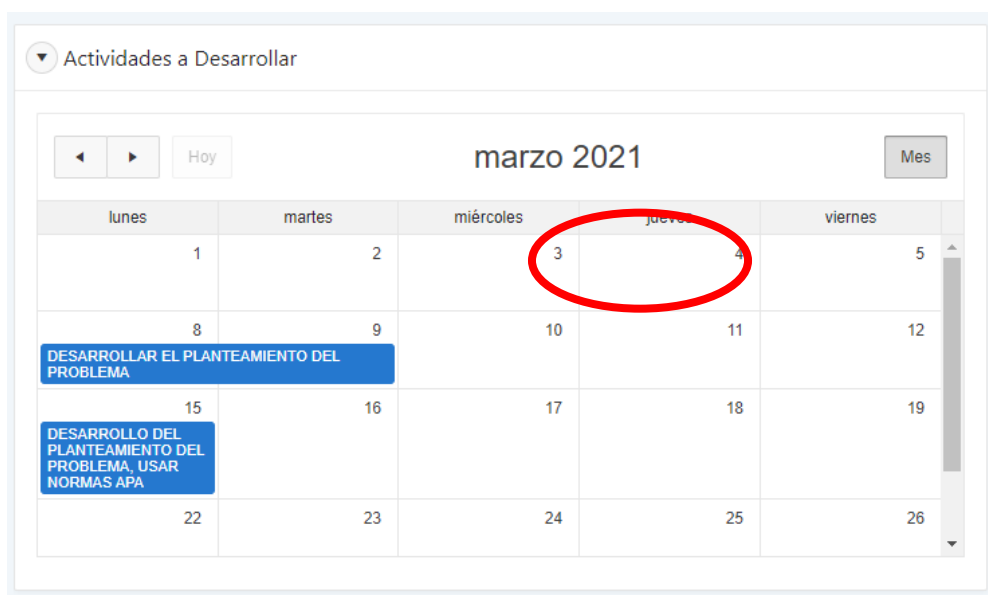 Actividades a Desarrollar
Hoy
marzo 2021
Mes
lunes martes miércoles jueves viernes
1 2 3 4 5
8 9 10 11 12
DESARROLLAR EL PLANTEAMIENTO DEL
PROBLEMA
15 16 17 18 19
DESARROLLO DEL
PLANTEAMIENTO DEL
PROBLEMA, USAR
NORMAS APA
22 23 24 25 26